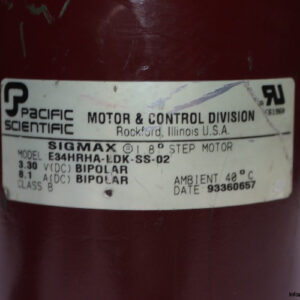 PACIFIC
SCIENTIFIC
MOTOR & CONTROL DIVISION
Rockford, Illinois U.S.A.
SIGMAX ® 1.8° STEP MOTOR
MODEL E34HRHA-LDK-SS-02
3.30 V(DC) BIPOLAR
8.1 A(DC) BIPOLAR
CLASS B
AMBIENT 40°C
DATE 93360657